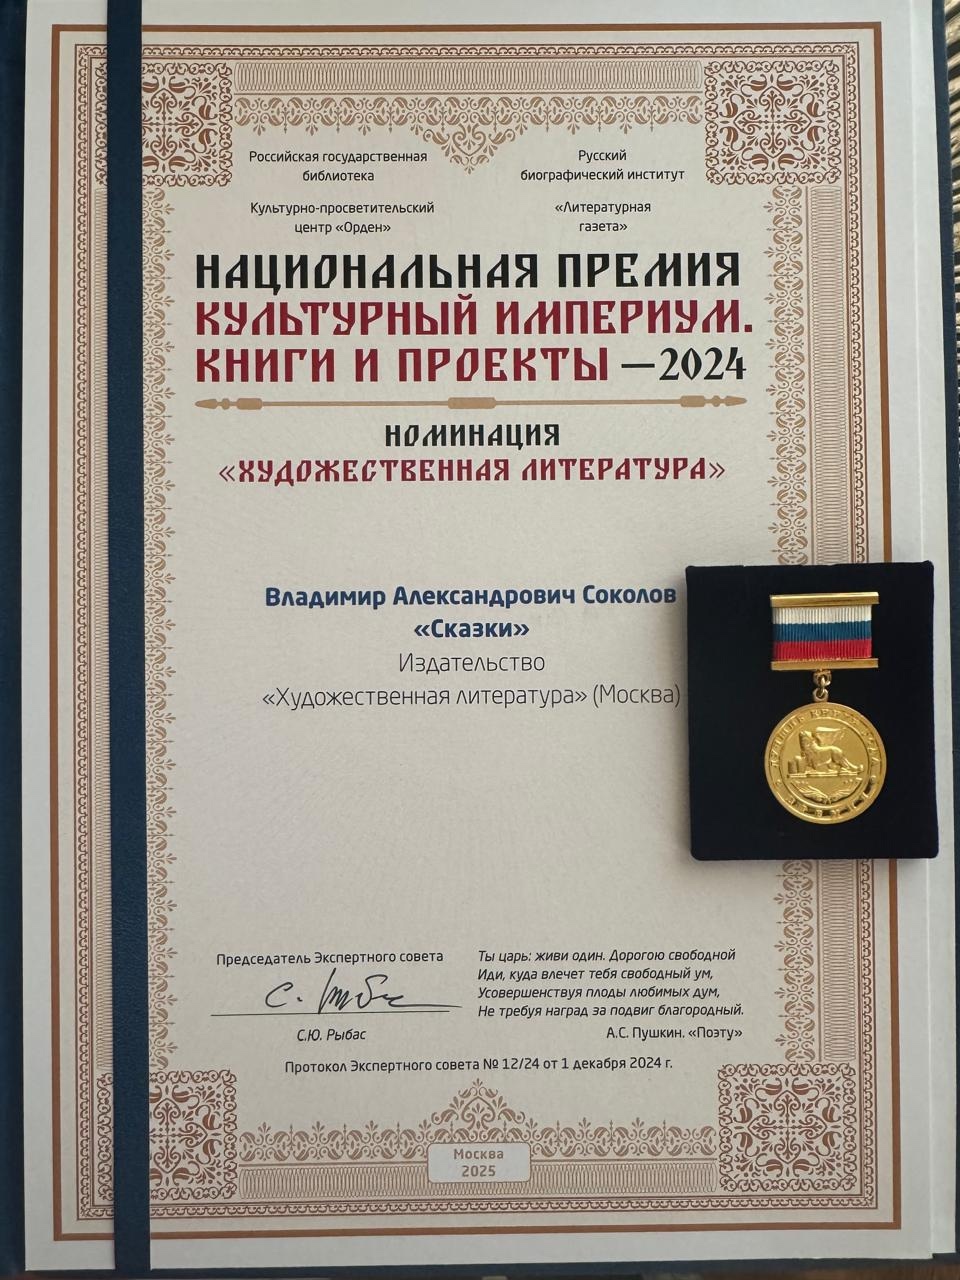 Российская государственная
библиотека
Русский
биографический институт
Культурно-просветительский
центр «Орден»
«Литературная
газета»
НАЦИОНАЛЬНАЯ ПРЕМИЯ
КУЛЬТУРНЫЙ ИМПЕРИУМ.
КНИГИ И ПРОЕКТЫ —2024
НОМИНАЦИЯ
«ХУДОЖЕСТВЕННАЯ ЛИТЕРАТУРА»
Владимир Александрович Соколов
«Сказки»
Издательство
«Художественная литература» (Москва)
Председатель Экспертного совета
С.Ю. Рыбас
Ты царь: живи один. Дорогою свободной
Иди, куда влечет тебя свободный ум,
Усовершенствуя плоды любимых дум,
Не требуя наград за подвиг благородный.
А.С. Пушкин. «Поэту»
Протокол Экспертного совета № 12/24 от 1 декабря 2024 г.
Москва
2025